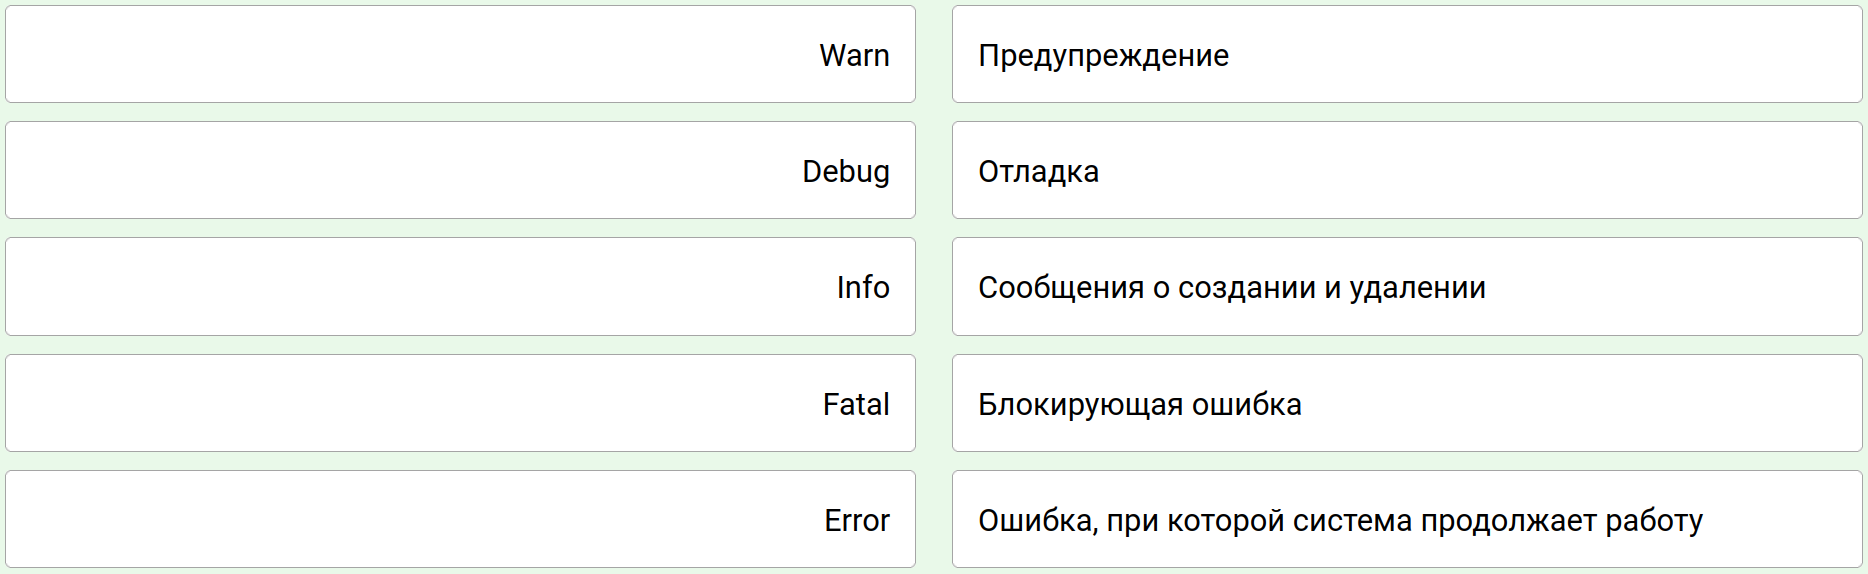 Warn
Предупреждение
Debug
Отладка
Info
Сообщения о создании и удалении
Fatal
Блокирующая ошибка
Error
Ошибка, при которой система продолжает работу